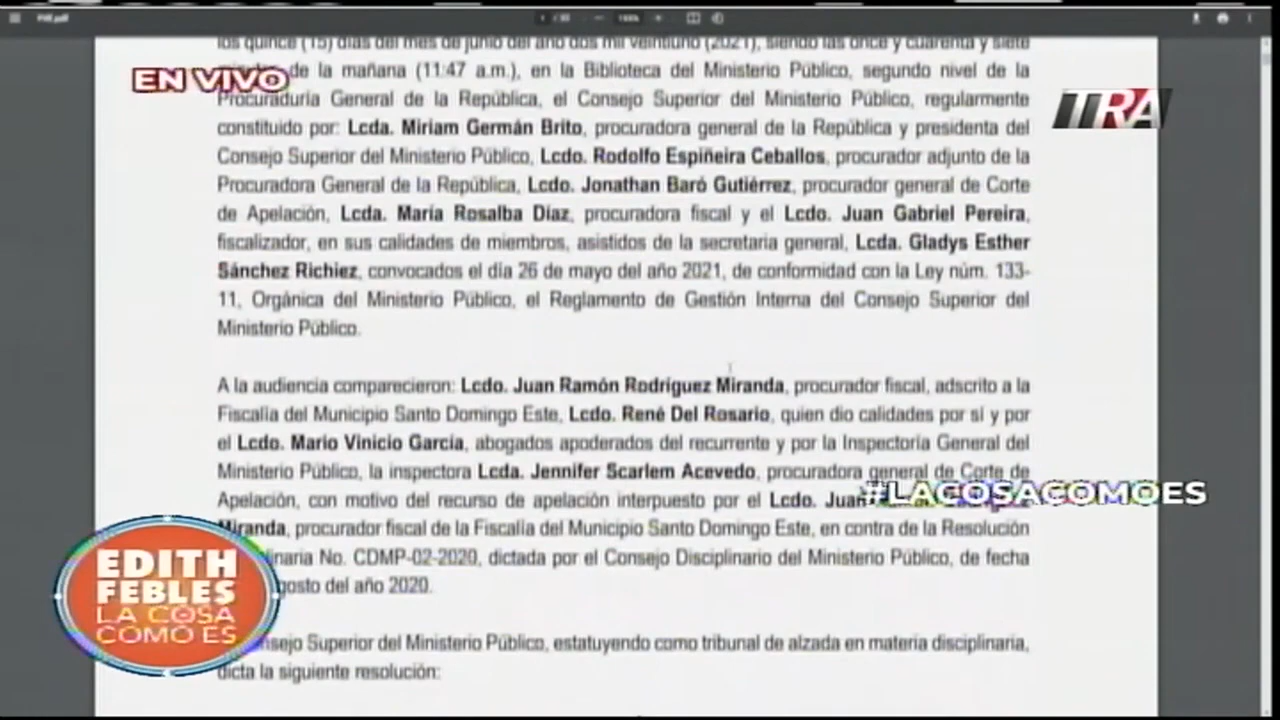 los quince (15) días del mes de junio del año dos mil veintiuno (2021), siendo las once y cuarenta y siete
EN VIVO
de la mañana (11:47 a.m.), en la Biblioteca del Ministerio Público, segundo nivel de la
Procuraduría General de la República, el Consejo Superior del Ministerio Público, regularmente
TRA
constituido por: Lcda. Miriam Germán Brito, procuradora general de la República y presidenta del
Consejo Superior del Ministerio Público, Lcdo. Rodolfo Espiñeira Ceballos, procurador adjunto de la
Procuradora General de la República, Lcdo. Jonathan Baró Gutiérrez, procurador general de Corte
de Apelación, Lcda. María Rosalba Díaz, procuradora fiscal y el Lcdo. Juan Gabriel Pereira,
fiscalizador, en sus calidades de miembros, asistidos de la secretaria general, Lcda. Gladys Esther
Sánchez Richiez, convocados el día 26 de mayo del año 2021, de conformidad con la Ley núm. 133-
11, Orgánica del Ministerio Público, el Reglamento de Gestión Interna del Consejo Superior del
Ministerio Público.
A la audiencia comparecieron: Lcdo. Juan Ramón Rodríguez Miranda, procurador fiscal, adscrito a la
Fiscalía del Municipio Santo Domingo Este, Lcdo. René Del Rosario, quien dio calidades por sí y por
el Lcdo. Mario Vinicio García, abogados apoderados del recurrente y por la Inspectoría General del
Ministerio Público, la inspectora Lcda. Jennifer Scarlem Acevedo, procuradora general de Corte de
Apelación, con motivo del recurso de apelación interpuesto por el Lcdo. Juan
#LACOSACOMOES
Miranda, procurador fiscal de la Fiscalía del Municipio Santo Domingo Este, en contra de la Resolución
naria No. CDMP-02-2020, dictada por el Consejo Disciplinario del Ministerio Público, de fecha
gosto del año 2020.
EDITH
FEBLES
LA COSA
COMO ES
nsejo Superior del Ministerio Público, estatuyendo como tribunal de alzada en materia disciplinaria,
dicta la siguiente resolución: